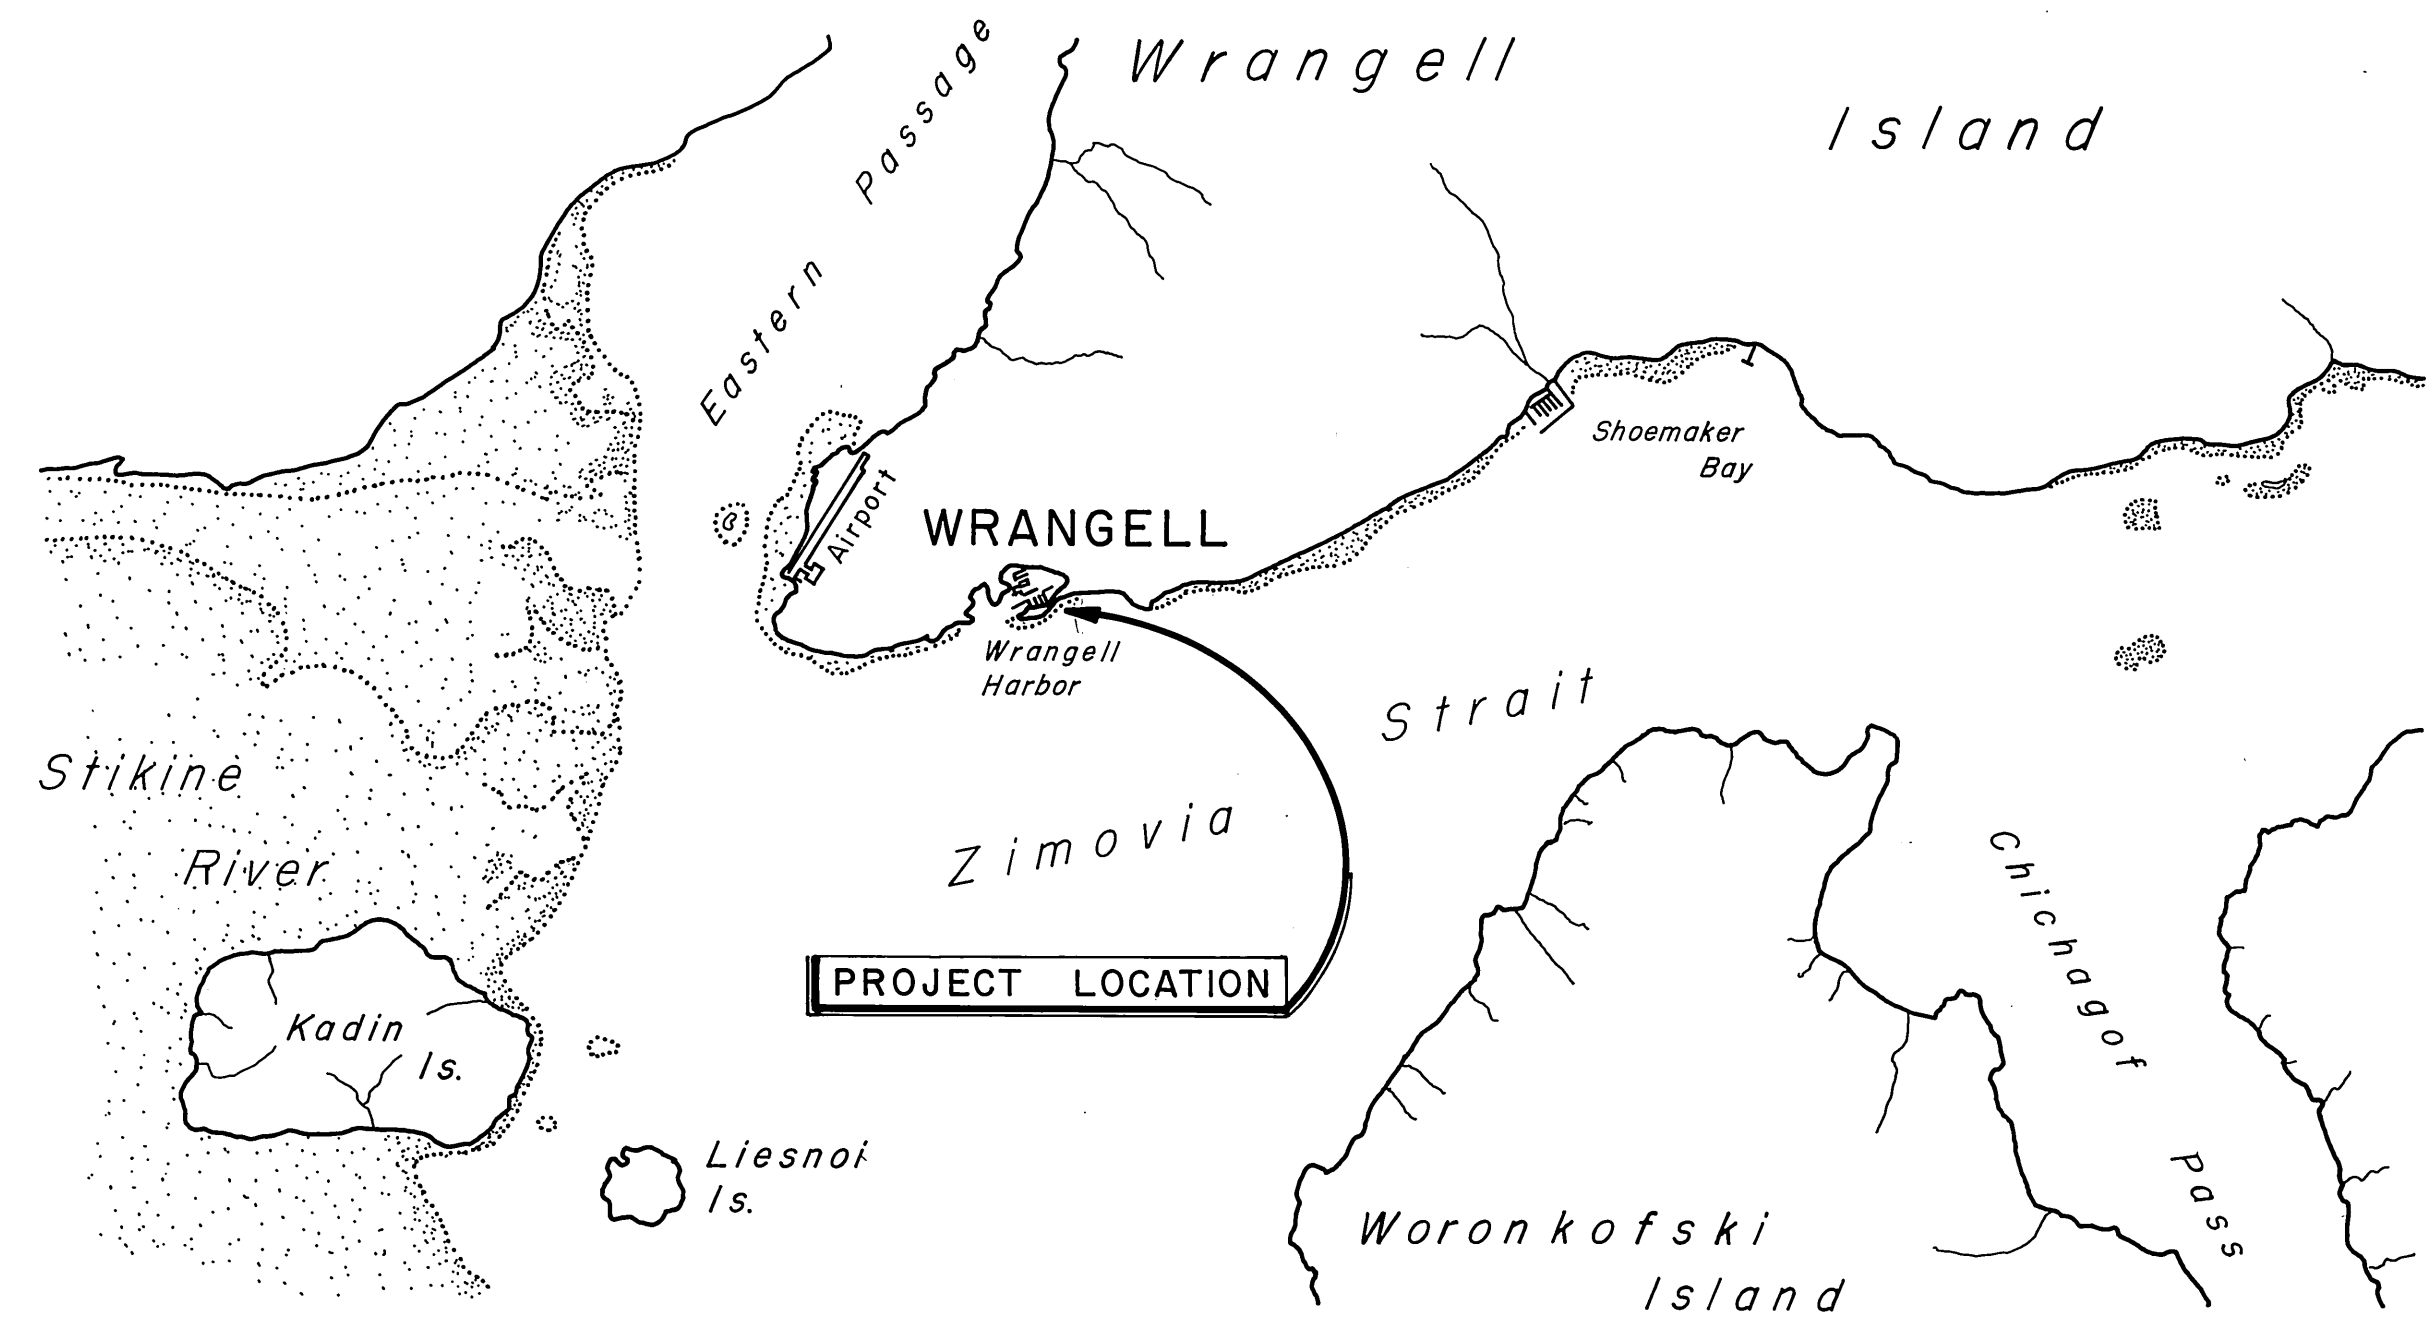 Wrangell
Island
Eastern Passage
Airport
WRANGELL
Shoemaker
Bay
Wrangell
Harbor
Zimovia Strait
Stikine
River
PROJECT LOCATION
Chichagof Pass
Kadin
Is.
Liesnoi
Is.
Woronkofski
Island